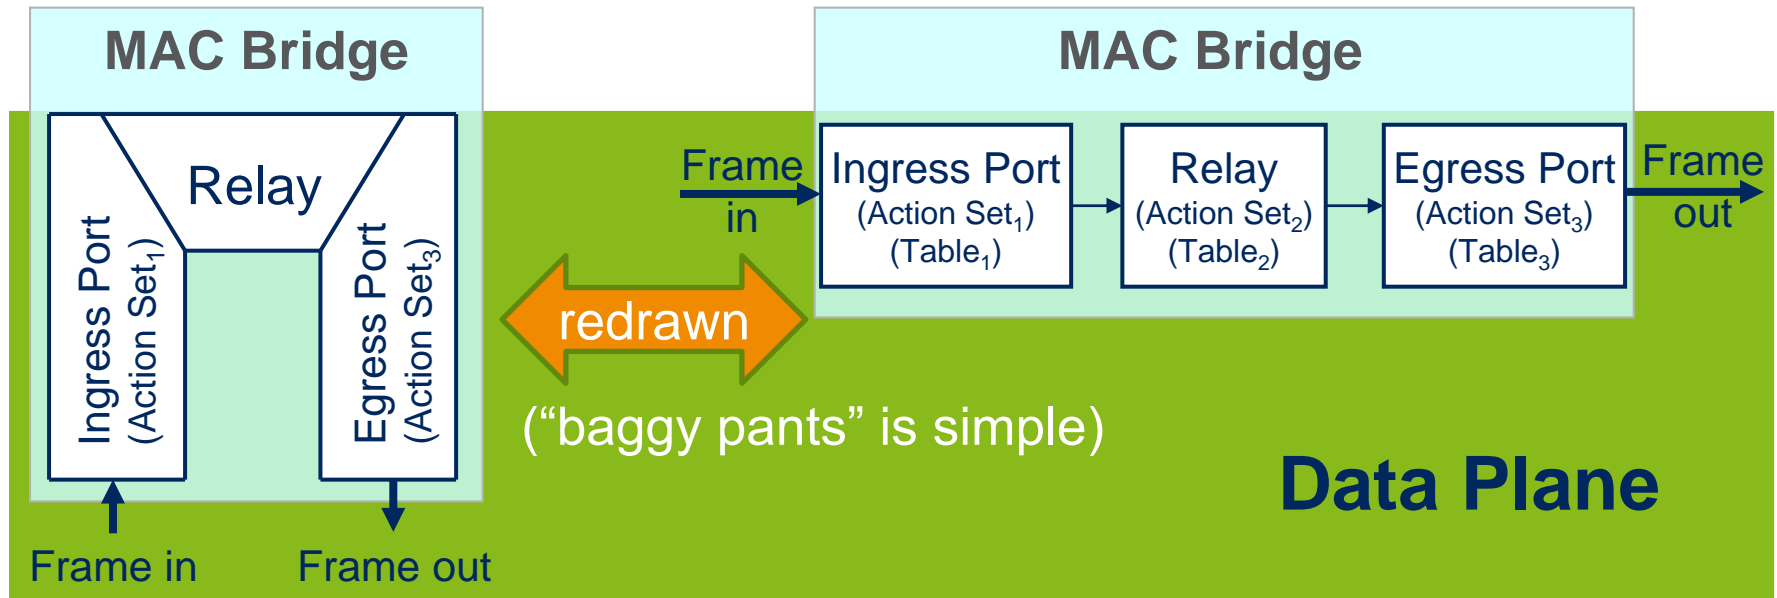 MAC Bridge
Relay
Ingress Port
(Action Set1)
Egress Port
(Action Set3)
Frame in
Frame out
redrawn
(“baggy pants” is simple)
MAC Bridge
Frame
in
Ingress Port
(Action Set1)
(Table1)
Relay
(Action Set2)
(Table2)
Egress Port
(Action Set3)
(Table3)
Frame
out
Data Plane